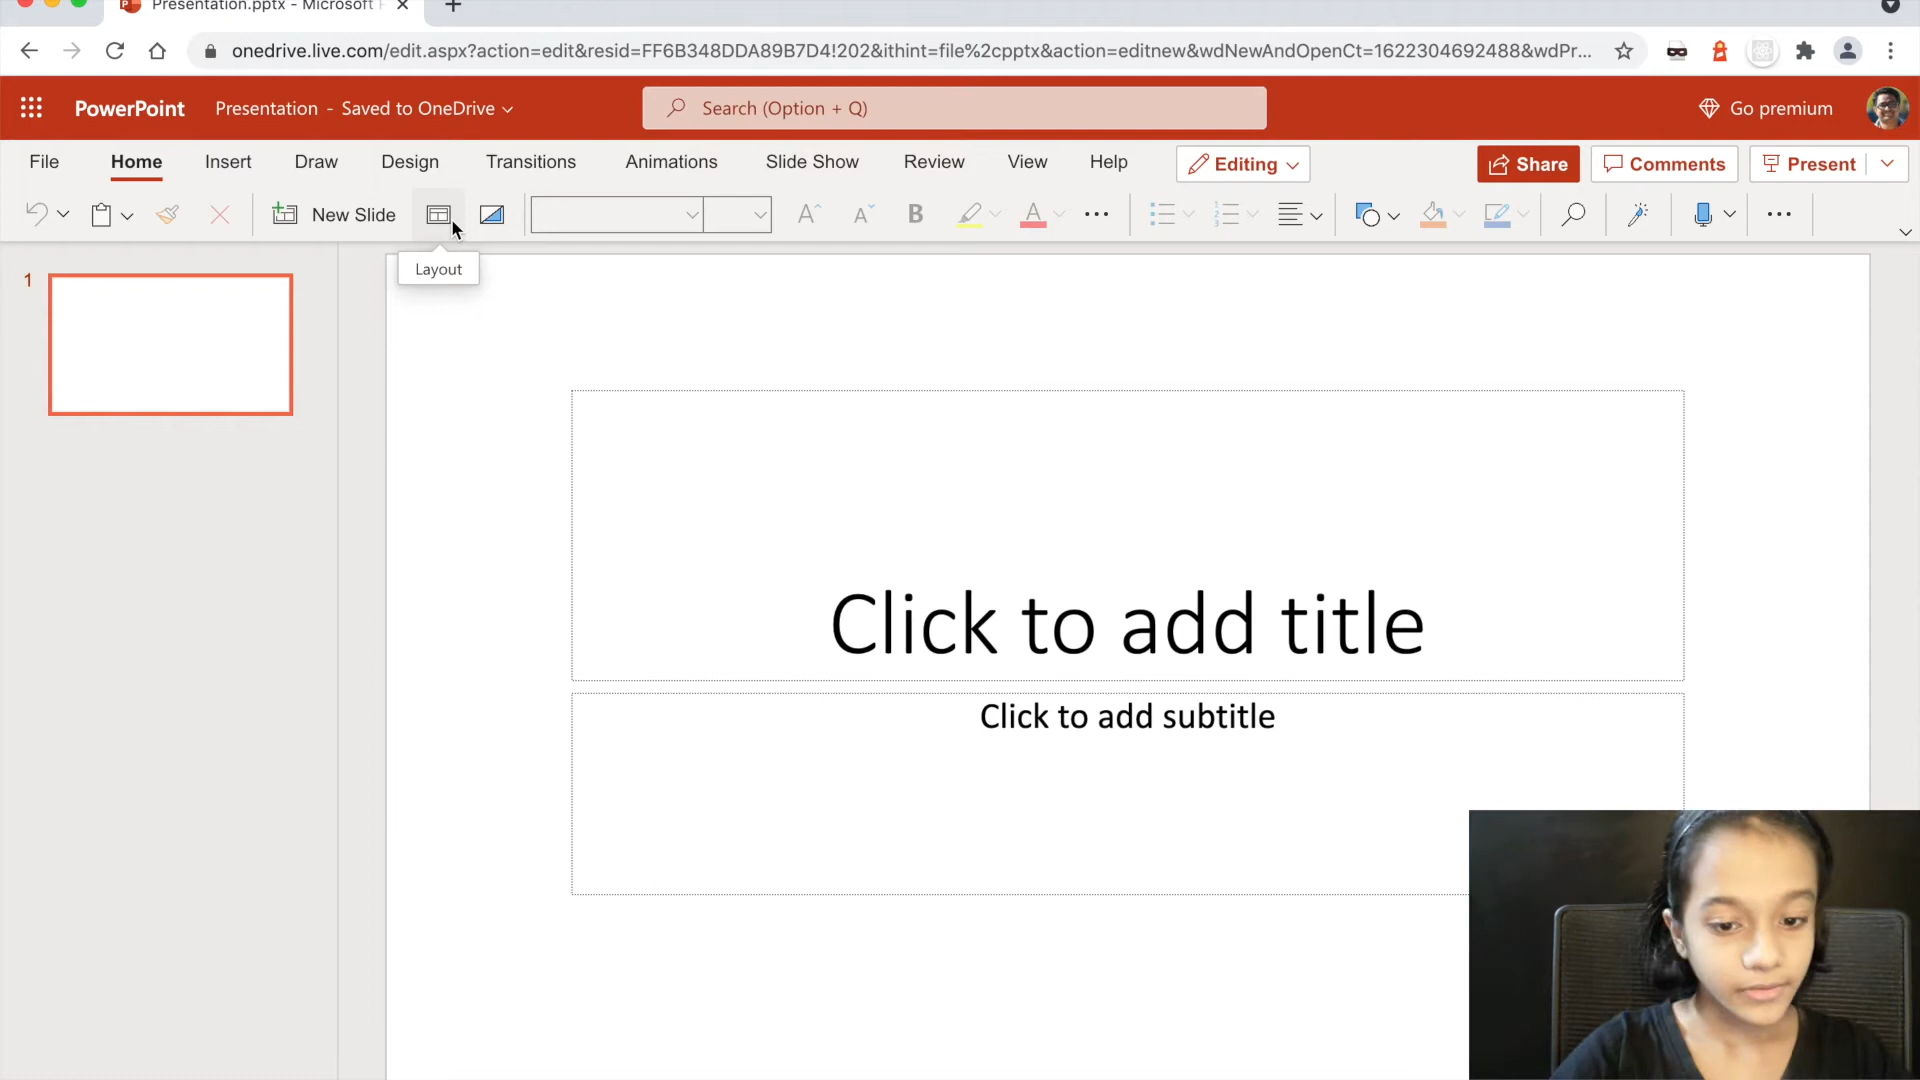 Presentation.pptx - Microsoft
onedrive.live.com/edit.aspx?action=edit&resid=FF6B348DDA89B7D4!202&ithint=file%2cpptx&action=editnew&wdNewAndOpenCt=1622304692488&wdPr...
PowerPoint Presentation - Saved to OneDrive Search (Option + Q) Go premium
File Home Insert Draw Design Transitions Animations Slide Show Review View Help Editing Share Comments Present
New Slide
Layout
1
Click to add title
Click to add subtitle